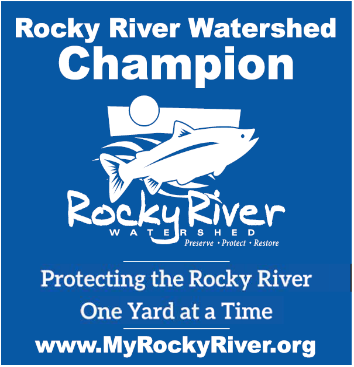 Rocky River Watershed
Champion
Rocky River
WATERSHED
Preserve • Protect • Restore
Protecting the Rocky River
One Yard at a Time
www.MyRockyRiver.org